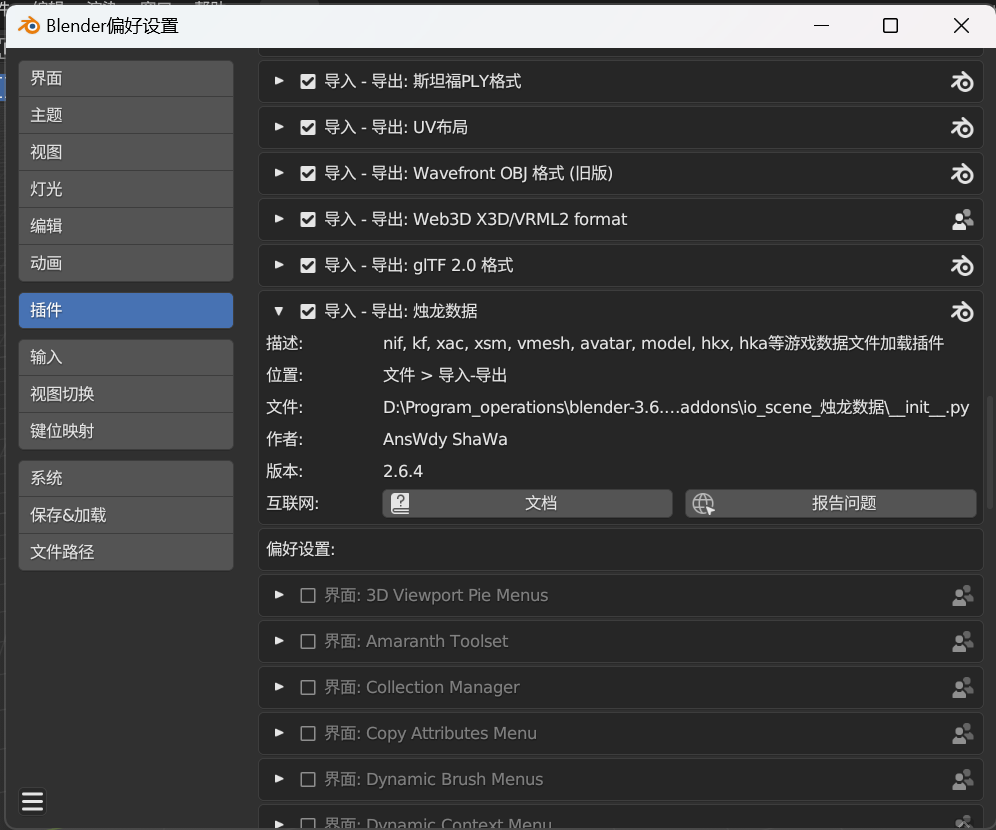 Blender偏好设置
界面
主题
视图
灯光
编辑
动画
插件
输入
视图切换
键位映射
系统
保存&加载
文件路径
导入 - 导出: 斯坦福PLY格式
导入 - 导出: UV布局
导入 - 导出: Wavefront OBJ 格式 (旧版)
导入 - 导出: Web3D X3D/VRML2 format
导入 - 导出: glTF 2.0 格式
导入 - 导出: 烛龙数据
描述: nif, kf, xac, xsm, vmesh, avatar, model, hkx, hka等游戏数据文件加载插件
位置: 文件 > 导入-导出
文件: D:\Program_operations\blender-3.6....addons\io_scene_烛龙数据\__init__.py
作者: AnsWdy ShaWa
版本: 2.6.4
互联网: 文档 报告问题
偏好设置:
界面: 3D Viewport Pie Menus
界面: Amaranth Toolset
界面: Collection Manager
界面: Copy Attributes Menu
界面: Dynamic Brush Menus
界面: Dynamic Context Menu